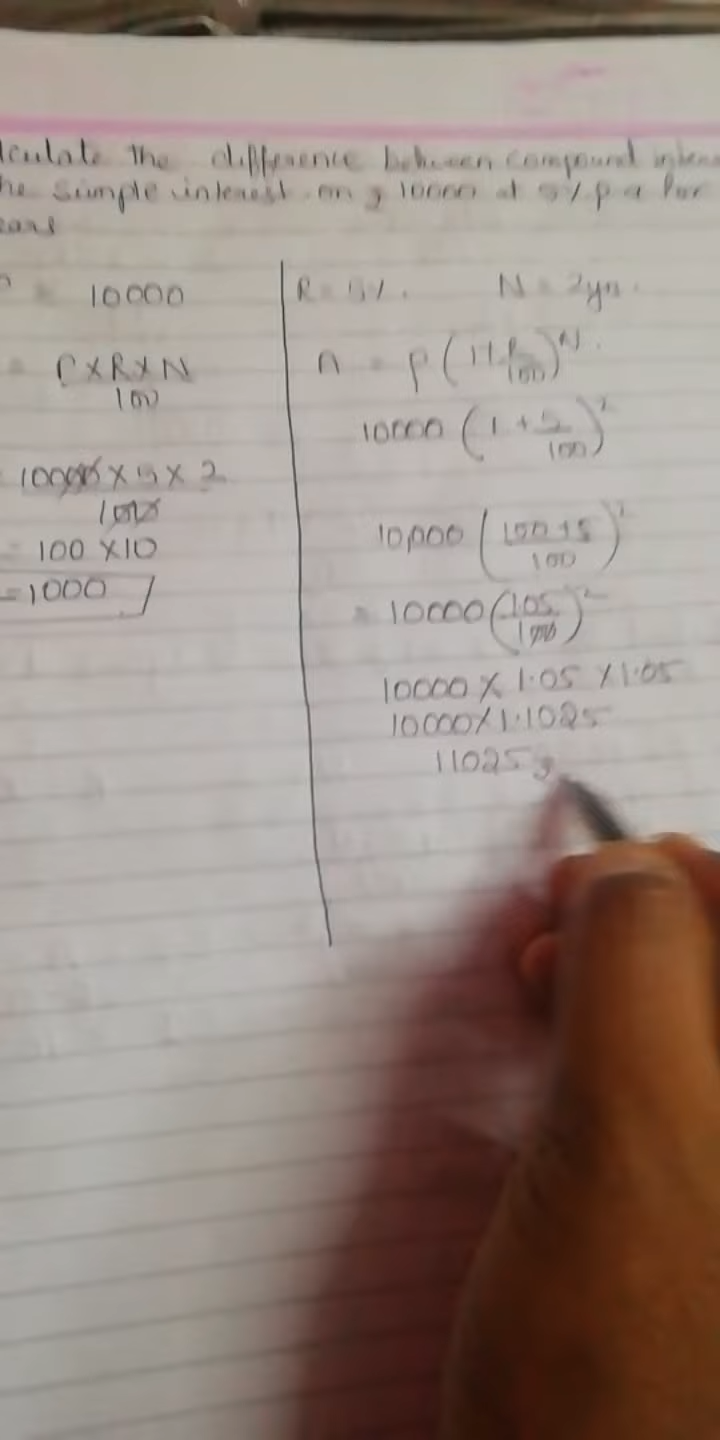 lculate the difference between compound
he simple interest on 10000 at 5% p a for
ears
= 10000
R = 5%. N = 2yrs.
= P×R×N
100
A = P(1+R/100)^N.
10000 (1+5/100)²
10000×5×2
100
10,000 (100+5/100)²
= 100 ×10
= 1000
= 10000(105/100)²
10000 × 1.05 ×1.05
10000×1.1025
11025